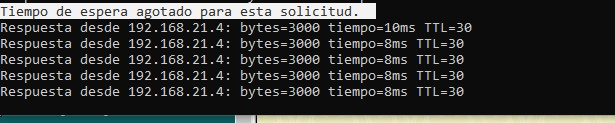 Tiempo de espera agotado para esta solicitud.
Respuesta desde 192.168.21.4: bytes=3000 tiempo=10ms TTL=30
Respuesta desde 192.168.21.4: bytes=3000 tiempo=8ms TTL=30
Respuesta desde 192.168.21.4: bytes=3000 tiempo=8ms TTL=30
Respuesta desde 192.168.21.4: bytes=3000 tiempo=8ms TTL=30
Respuesta desde 192.168.21.4: bytes=3000 tiempo=8ms TTL=30